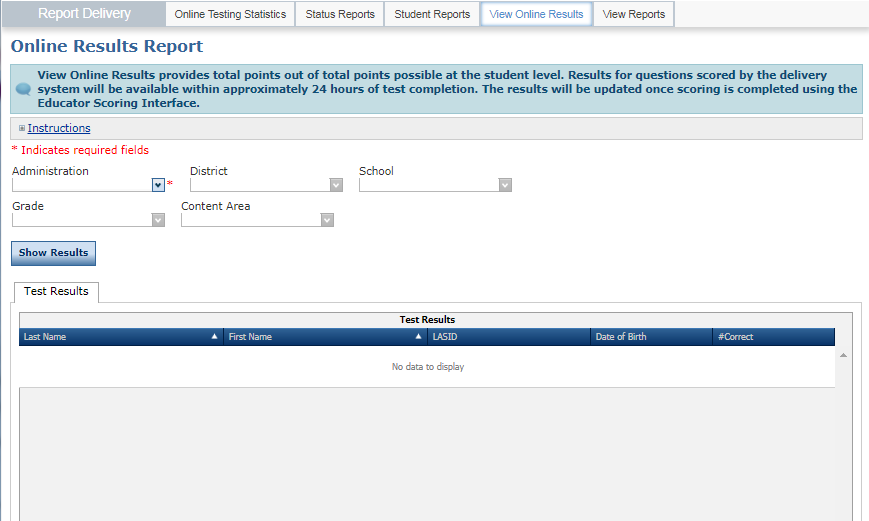 Report Delivery Online Testing Statistics Status Reports Student Reports View Online Results View Reports
Online Results Report
View Online Results provides total points out of total points possible at the student level. Results for questions scored by the delivery
system will be available within approximately 24 hours of test completion. The results will be updated once scoring is completed using the
Educator Scoring Interface.
Instructions
* Indicates required fields
Administration District School
*
Grade Content Area
Show Results
Test Results
Test Results
Last Name First Name LASID Date of Birth #Correct
No data to display